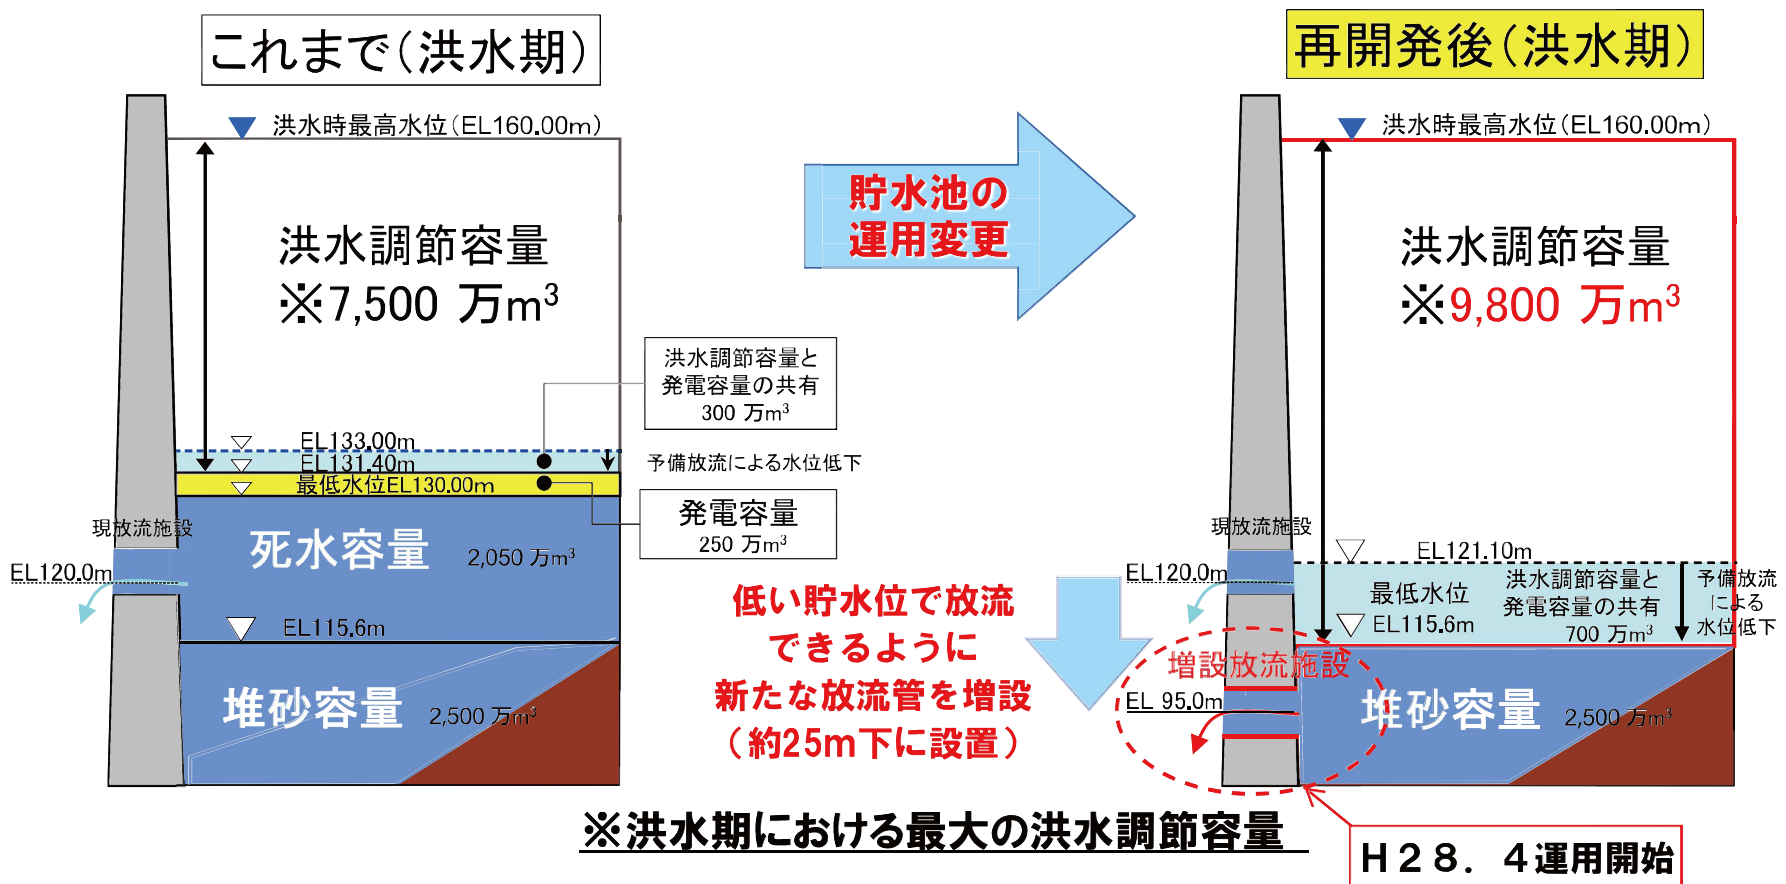 これまで(洪水期)
洪水時最高水位(EL160.00m)
洪水調節容量
※7,500 万m³
洪水調節容量と
発電容量の共有
300 万m³
EL133.00m
EL131.40m
最低水位EL130.00m
予備放流による水位低下
発電容量
250 万m³
現放流施設
死水容量 2,050 万m³
EL120.0m
EL115.6m
堆砂容量 2,500 万m³
貯水池の
運用変更
低い貯水位で放流
できるように
新たな放流管を増設
(約25m下に設置)
再開発後(洪水期)
洪水時最高水位(EL160.00m)
洪水調節容量
※9,800 万m³
現放流施設
EL121.10m
EL120.0m
最低水位
EL115.6m
洪水調節容量と
発電容量の共有
700 万m³
予備放流
による
水位低下
増設放流施設
EL 95.0m
堆砂容量 2,500 万m³
※洪水期における最大の洪水調節容量
H28.4運用開始